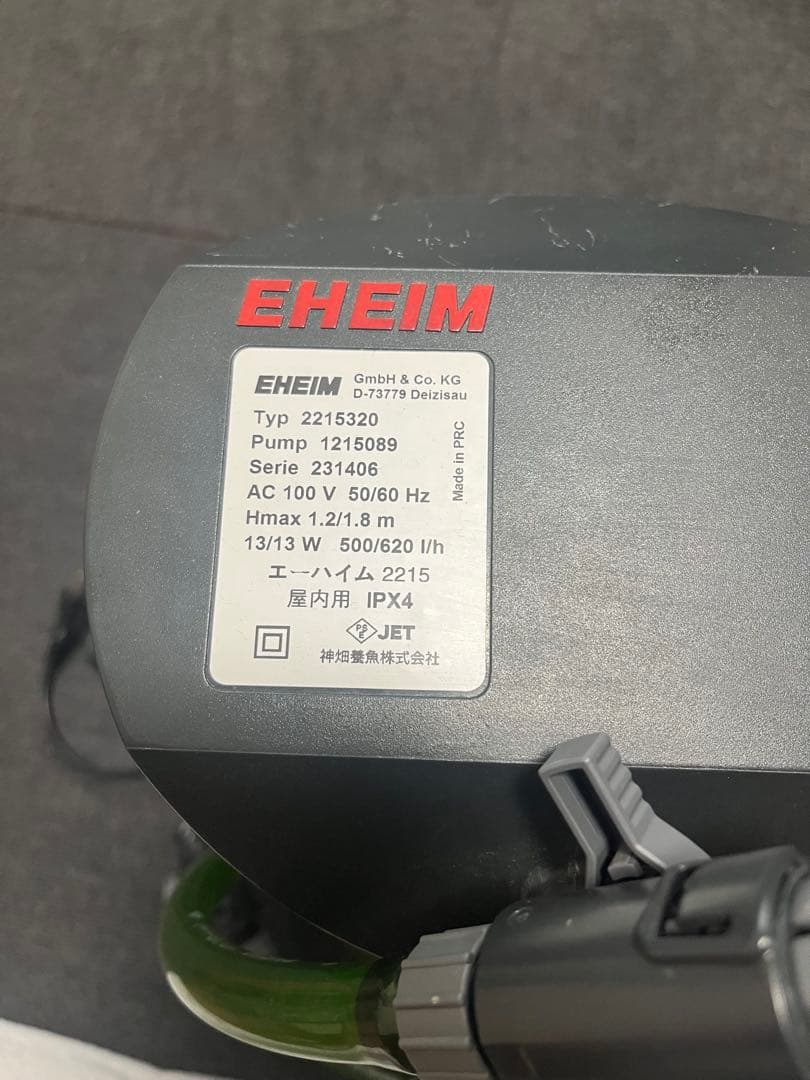 EHEIM
EHEIM GmbH & Co. KG
D-73779 Deizisau
Typ 2215320
Pump 1215089
Serie 231406
Made in PRC
AC 100 V 50/60 Hz
Hmax 1.2/1.8 m
13/13 W 500/620 l/h
エーハイム 2215
屋内用 IPX4
PS E JET
神畑養魚株式会社